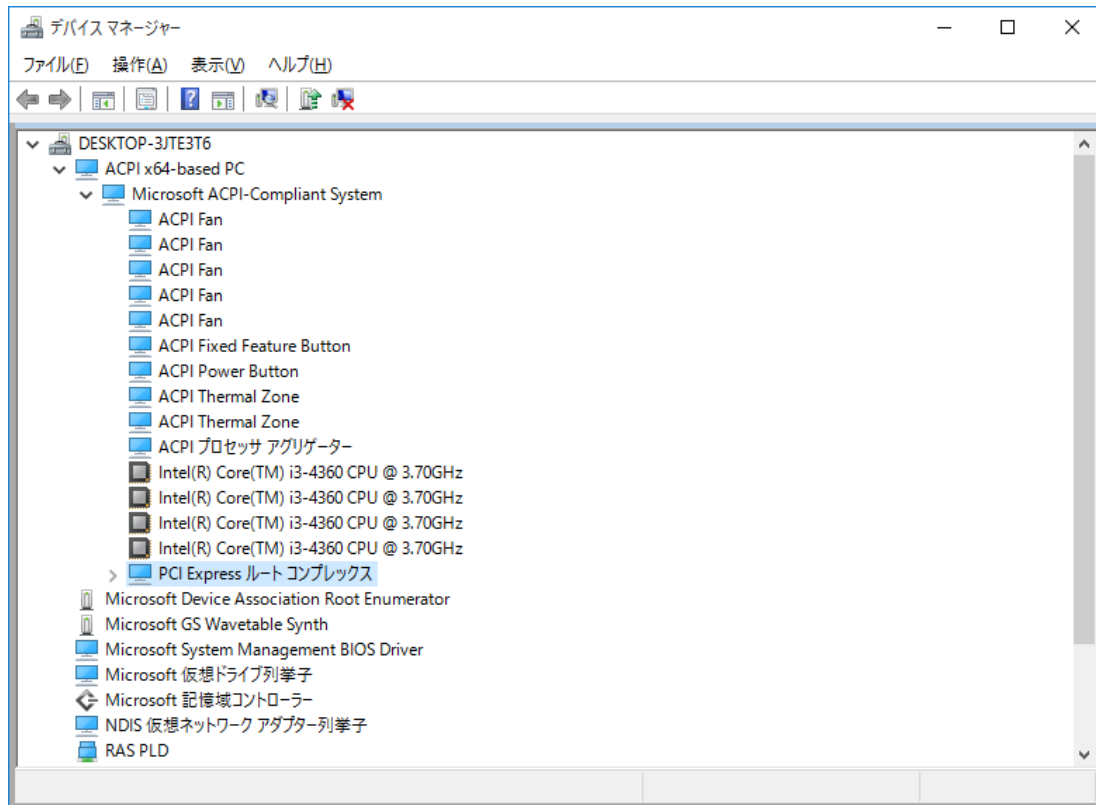 デバイス マネージャー
ファイル(F) 操作(A) 表示(V) ヘルプ(H)
DESKTOP-3JTE3T6
ACPI x64-based PC
Microsoft ACPI-Compliant System
ACPI Fan
ACPI Fan
ACPI Fan
ACPI Fan
ACPI Fan
ACPI Fixed Feature Button
ACPI Power Button
ACPI Thermal Zone
ACPI Thermal Zone
ACPI プロセッサ アグリゲーター
Intel(R) Core(TM) i3-4360 CPU @ 3.70GHz
Intel(R) Core(TM) i3-4360 CPU @ 3.70GHz
Intel(R) Core(TM) i3-4360 CPU @ 3.70GHz
Intel(R) Core(TM) i3-4360 CPU @ 3.70GHz
PCI Express ルート コンプレックス
Microsoft Device Association Root Enumerator
Microsoft GS Wavetable Synth
Microsoft System Management BIOS Driver
Microsoft 仮想ドライブ列挙子
Microsoft 記憶域コントローラー
NDIS 仮想ネットワーク アダプター列挙子
RAS PLD